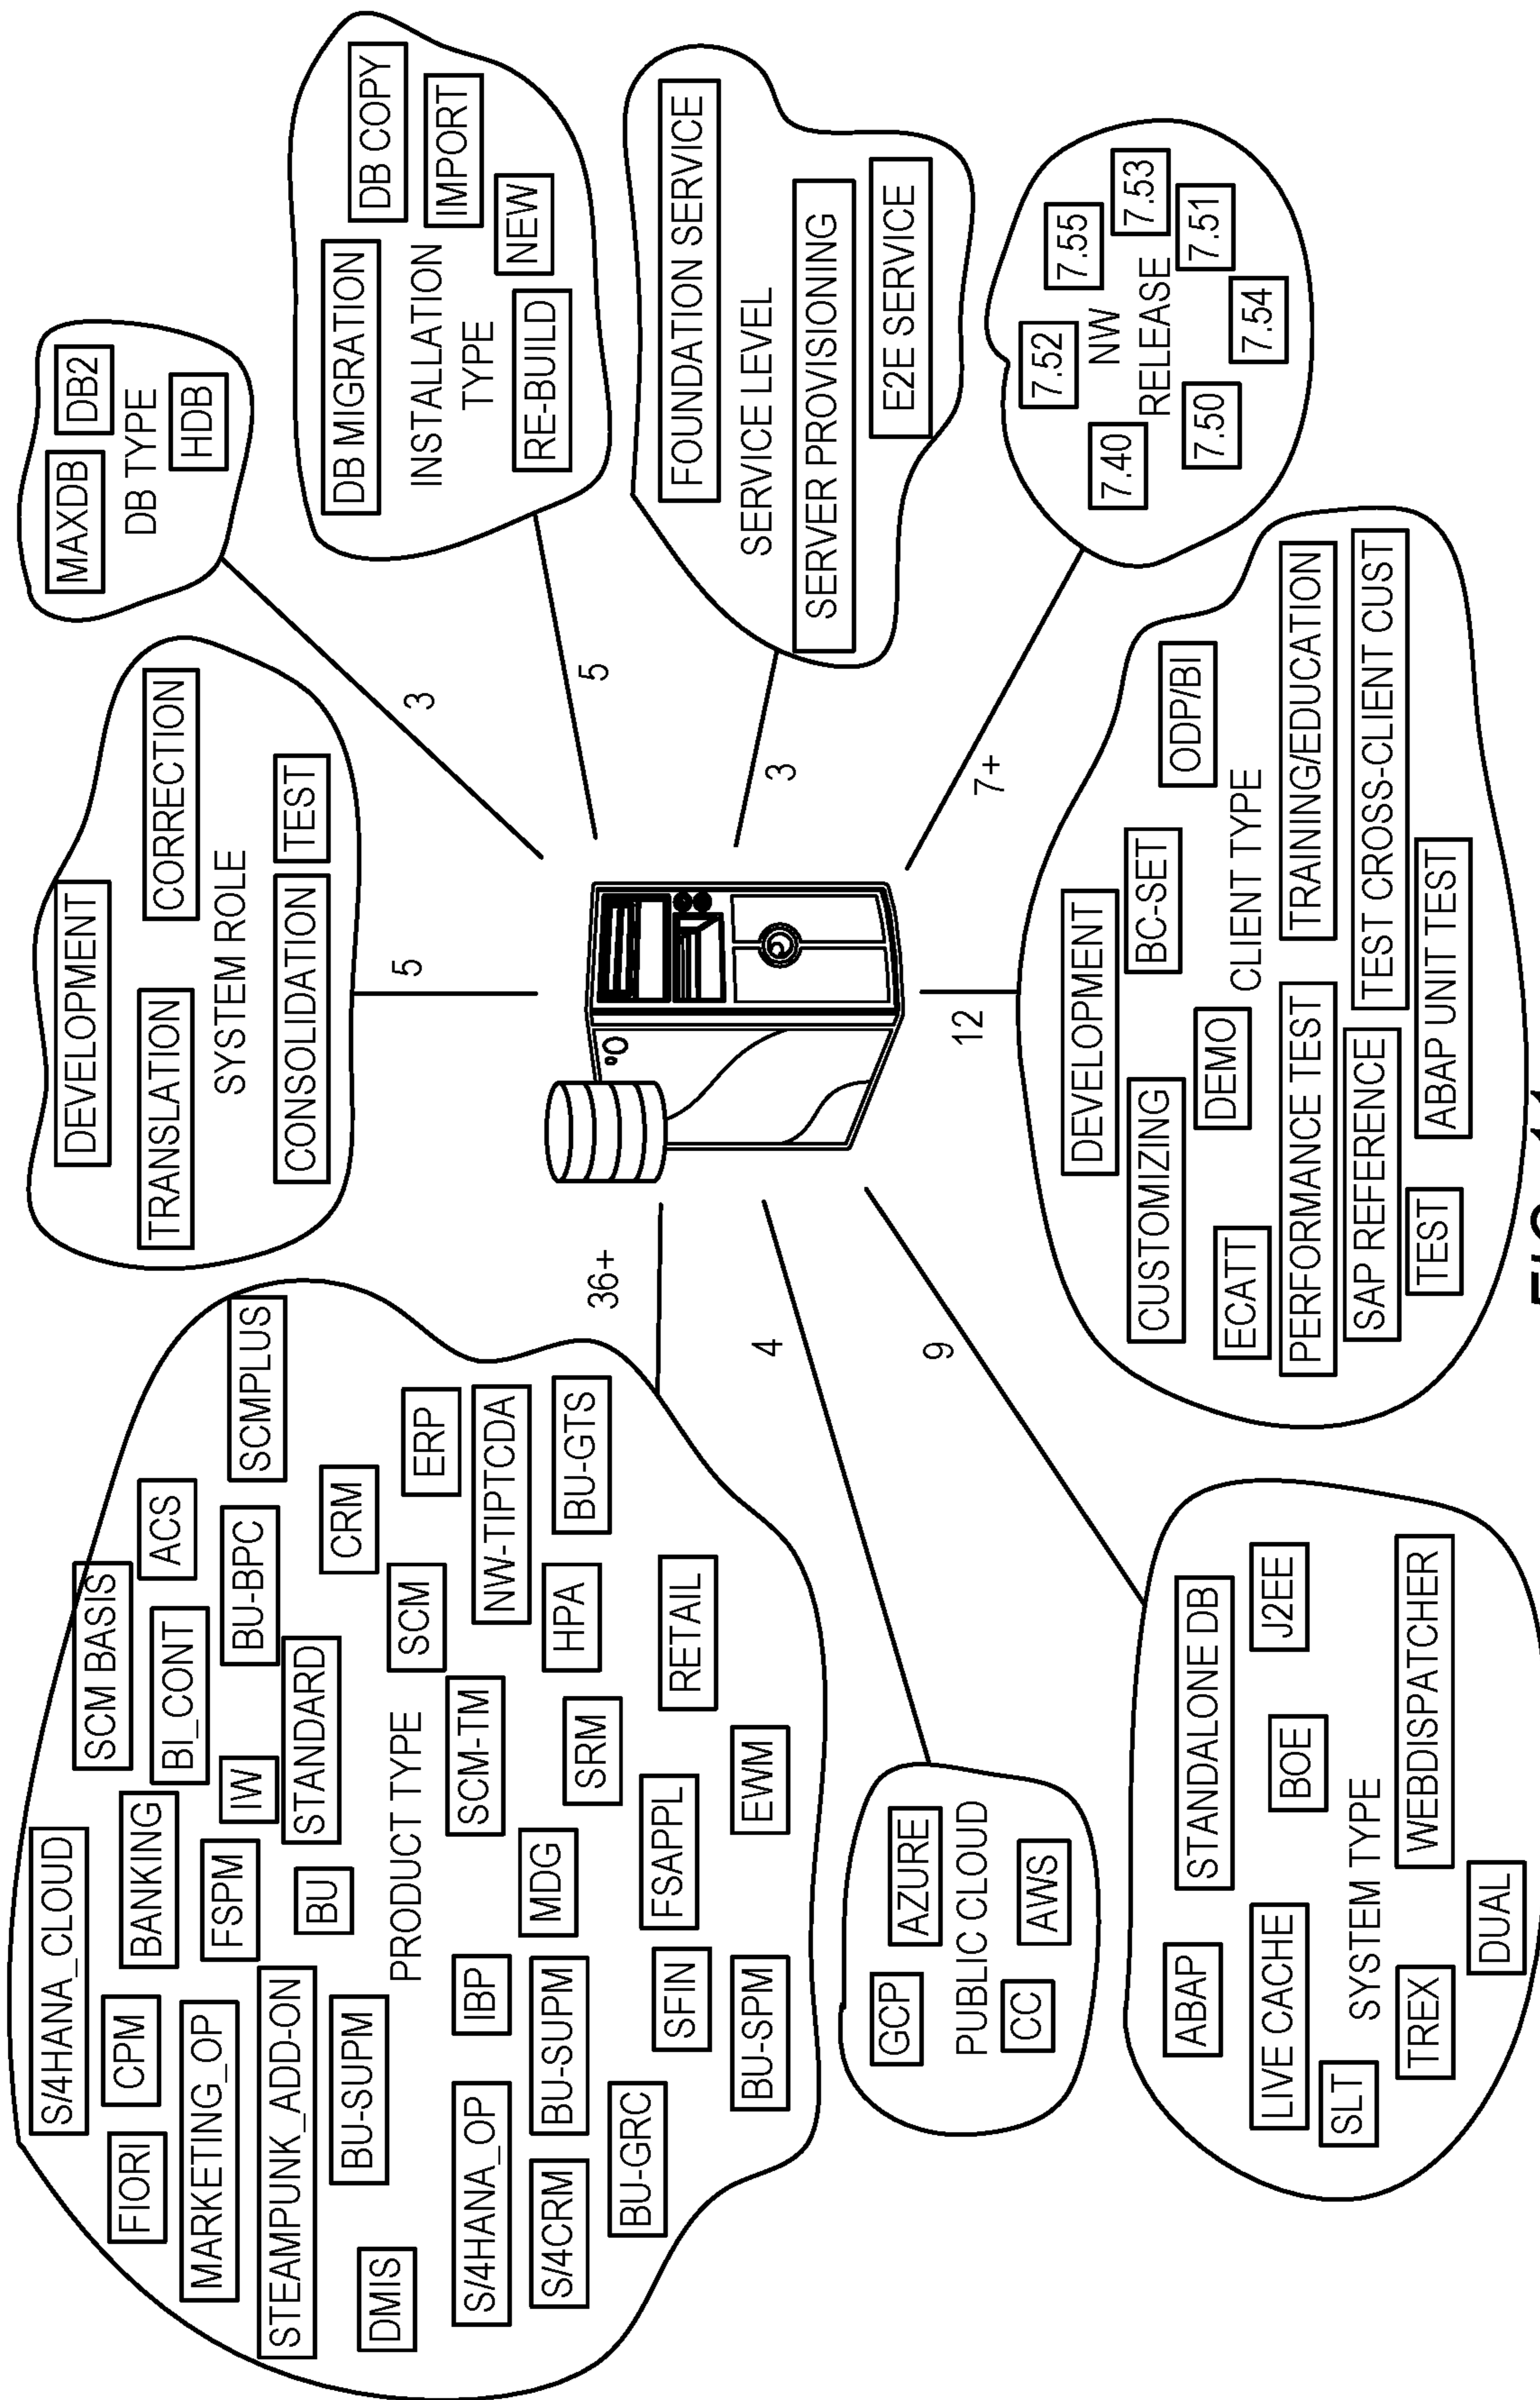 S/4HANA_CLOUD
SCM BASIS
FIORI
CPM
BANKING
BI_CONT
ACS
MARKETING_OP
FSPM
IW
BU-BPC
SCMPLUS
STEAMPUNK_ADD-ON
BU
STANDARD
BU-SUPM
CRM
DMIS
PRODUCT TYPE
SCM
ERP
S/4HANA_OP
IBP
SCM-TM
NW-TIPTCDA
S/4CRM
BU-SUPM
MDG
HPA
BU-GTS
BU-GRC
SRM
SFIN
FSAPPL
RETAIL
BU-SPM
EWM
36+
DEVELOPMENT
TRANSLATION
CORRECTION
SYSTEM ROLE
CONSOLIDATION
TEST
5
MAXDB
DB2
DB TYPE
HDB
3
DB MIGRATION
DB COPY
INSTALLATION
TYPE
IMPORT
RE-BUILD
NEW
5
FOUNDATION SERVICE
SERVICE LEVEL
SERVER PROVISIONING
E2E SERVICE
3
7.52
7.55
7.40
NW
RELEASE
7.53
7.50
7.51
7.54
7+
GCP
AZURE
PUBLIC CLOUD
CC
AWS
4
ABAP
STANDALONE DB
LIVE CACHE
BOE
J2EE
SLT
SYSTEM TYPE
TREX
WEBDISPATCHER
DUAL
9
DEVELOPMENT
CUSTOMIZING
BC-SET
ODP/BI
ECATT
DEMO
CLIENT TYPE
PERFORMANCE TEST
TRAINING/EDUCATION
SAP REFERENCE
TEST CROSS-CLIENT CUST
TEST
ABAP UNIT TEST
12